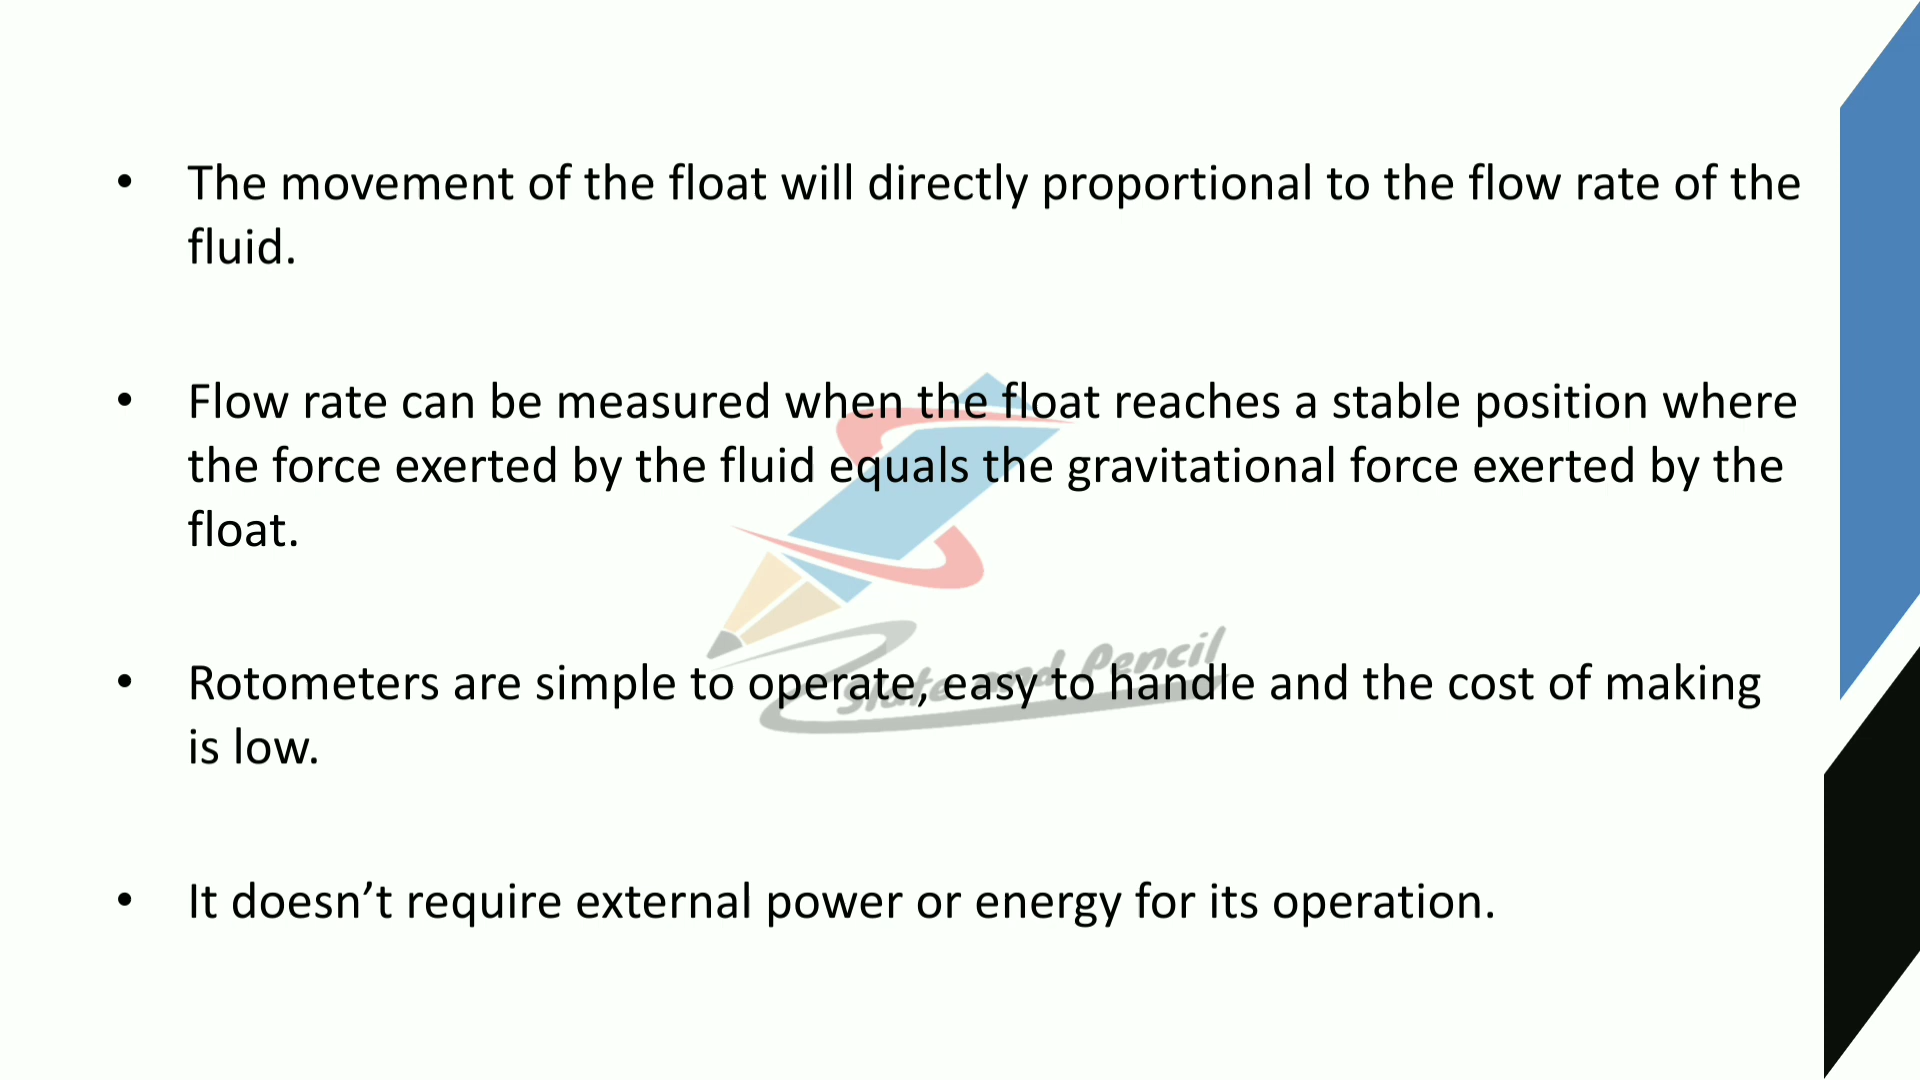 • The movement of the float will directly proportional to the flow rate of the
fluid.
• Flow rate can be measured when the float reaches a stable position where
the force exerted by the fluid equals the gravitational force exerted by the
float.
• Rotometers are simple to operate, easy to handle and the cost of making
is low.
• It doesn’t require external power or energy for its operation.
Slate and Pencil